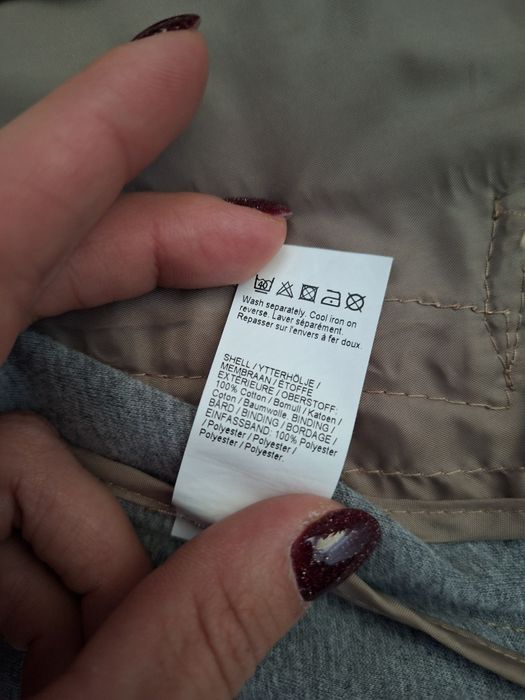 40
Wash separately. Cool iron on
reverse. Laver séparément.
Repasser sur l'envers à fer doux.
SHELL / YTTERHÖLJE /
MEMBRAAN / ÉTOFFE
EXTÉRIEURE / OBERSTOFF:
100% Cotton / Bomull / Katoen /
Coton / Baumwolle. BINDING /
BÅRD / BINDING / BORDAGE /
EINFASSBAND: 100% Polyester
/ Polyester / Polyester /
Polyester / Polyester.